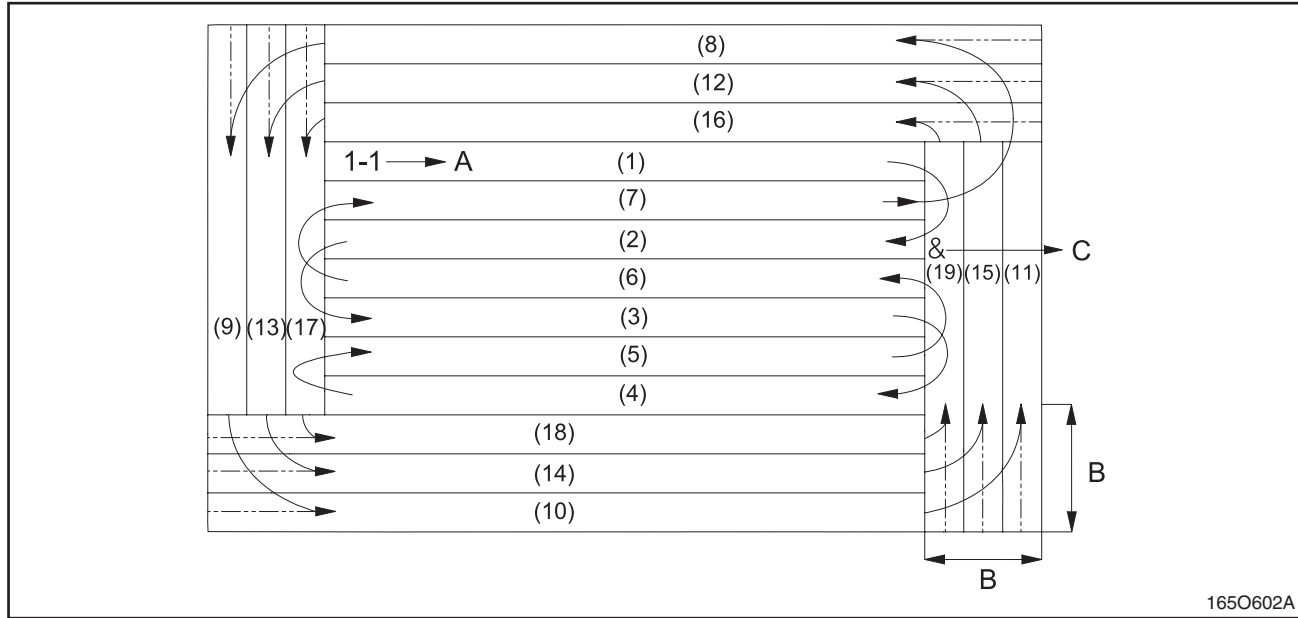 (8)
(12)
(16)
1-1 A (1)
(7)
(2)
& C
(6)
(19) (15) (11)
(3)
(9) (13) (17)
(5)
(4)
(18)
(14)
B
(10)
B
165O602A